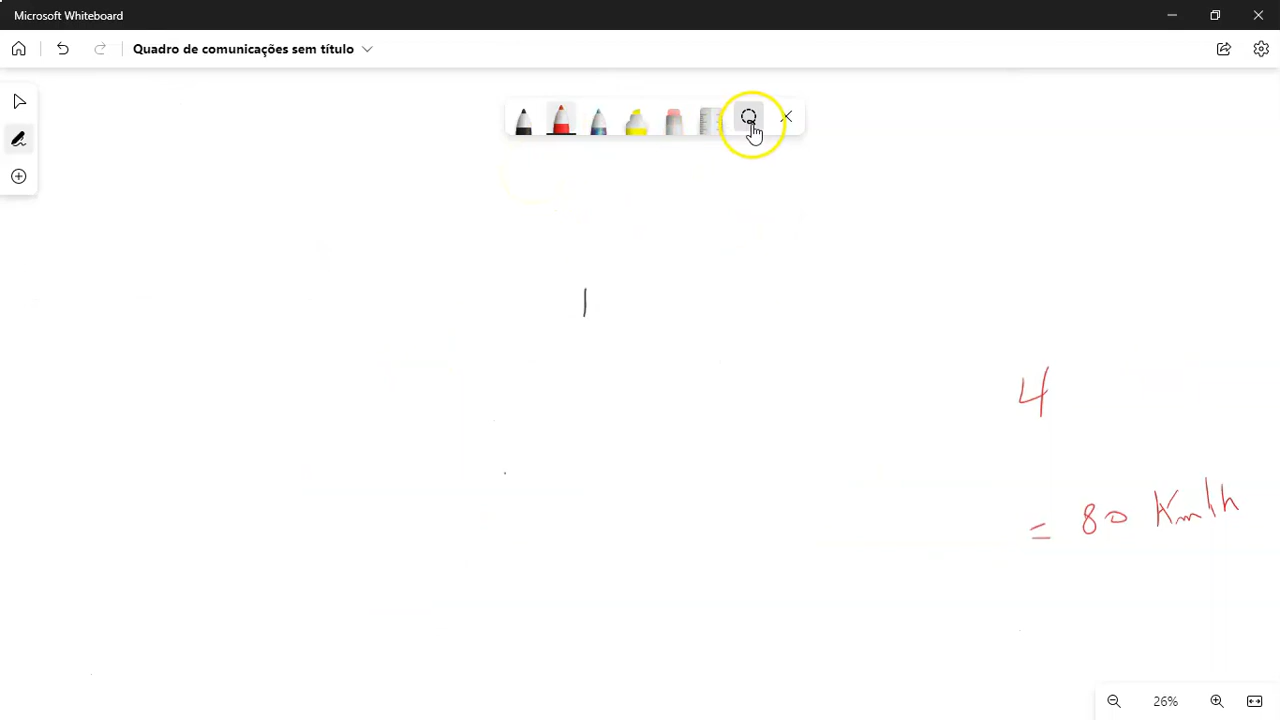 Microsoft Whiteboard
Quadro de comunicações sem título
|
4
= 80 Km/h
26%